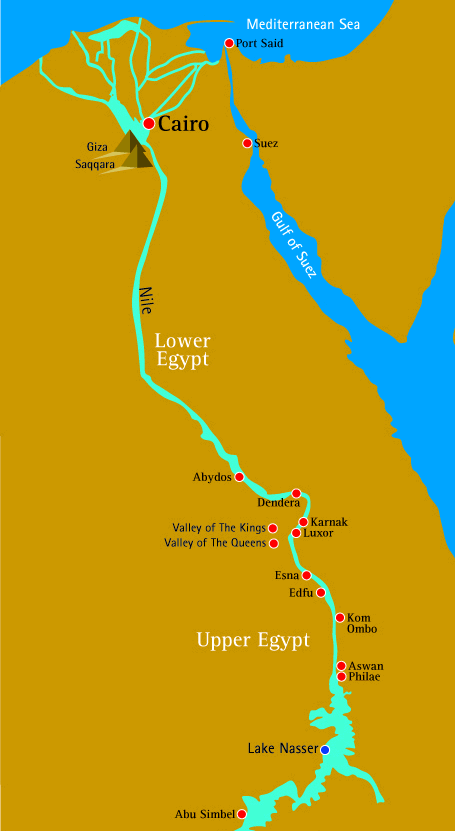 Mediterranean Sea
Port Said
Cairo
Suez
Giza
Saqqara
Gulf of Suez
Nile
Lower
Egypt
Abydos
Dendera
Karnak
Valley of The Kings
Luxor
Valley of The Queens
Esna
Edfu
Kom
Ombo
Upper Egypt
Aswan
Philae
Lake Nasser
Abu Simbel